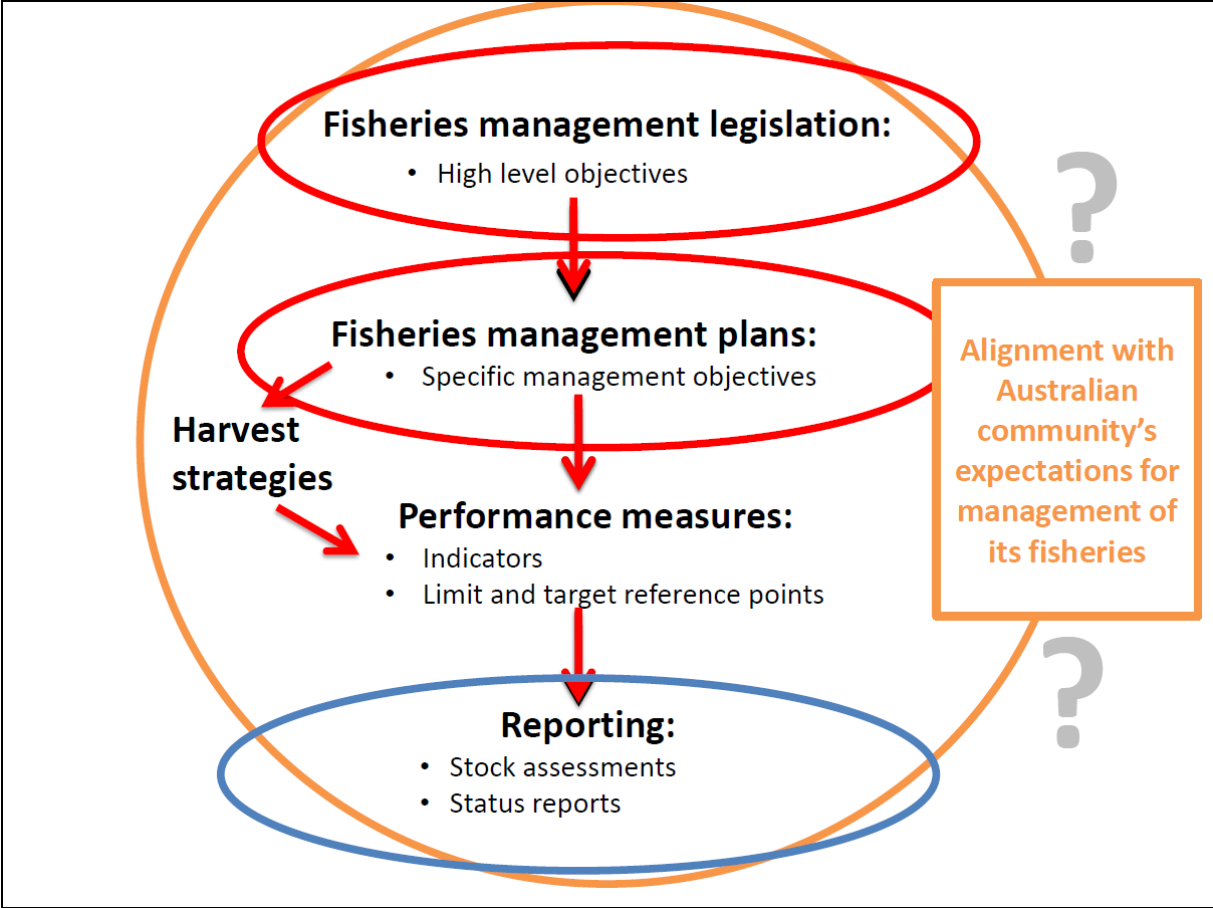 Fisheries management legislation:
• High level objectives
?
Fisheries management plans:
• Specific management objectives
Alignment with
Australian
community's
expectations for
management of
its fisheries
Harvest
strategies
Performance measures:
• Indicators
• Limit and target reference points
?
Reporting:
• Stock assessments
• Status reports